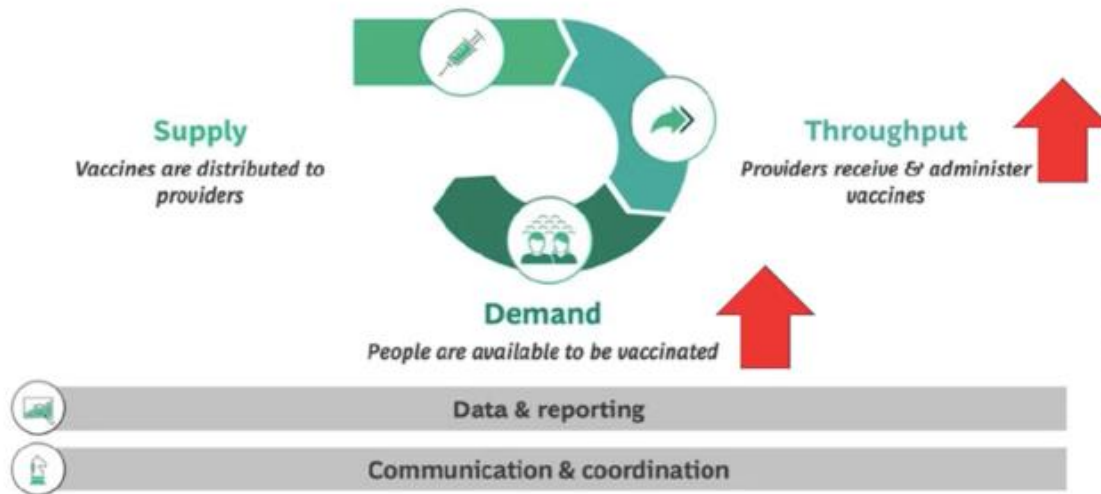 Supply
Vaccines are distributed to
providers
Throughput
Providers receive & administer
vaccines
Demand
People are available to be vaccinated
Data & reporting
Communication & coordination